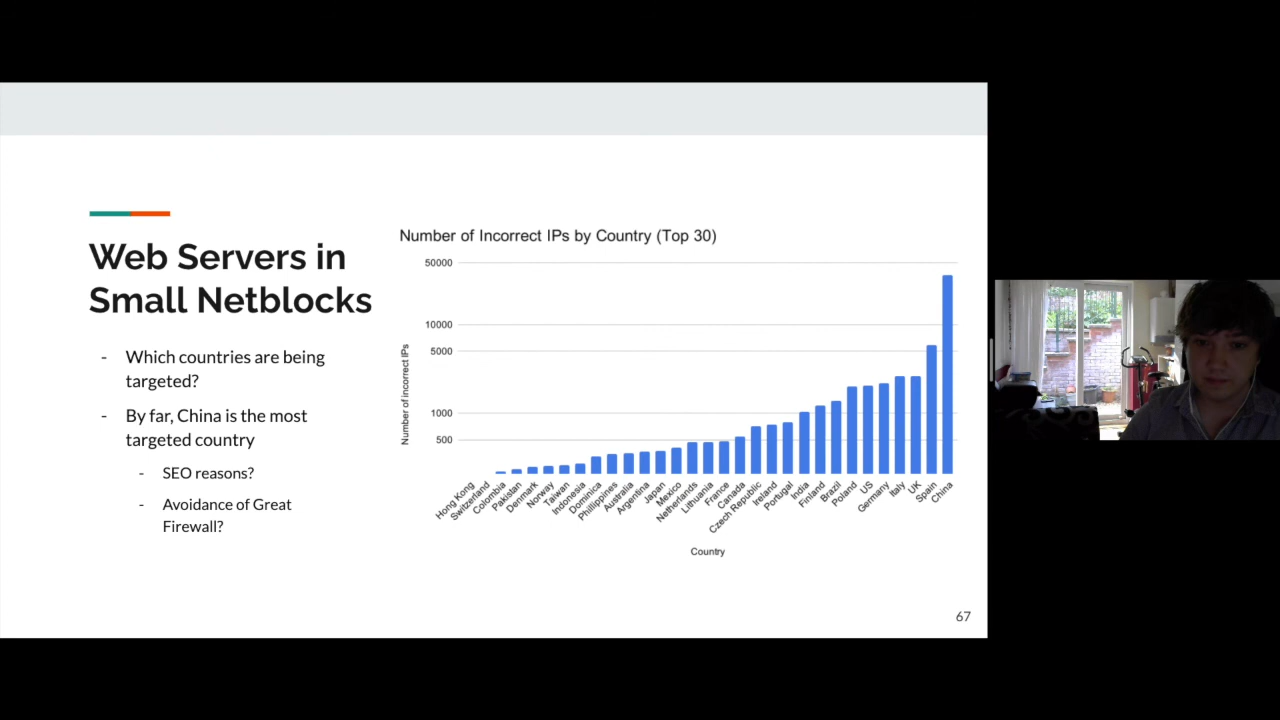 Web Servers in
Small Netblocks
- Which countries are being
targeted?
- By far, China is the most
targeted country
- SEO reasons?
- Avoidance of Great
Firewall?
Number of Incorrect IPs by Country (Top 30)
Number of incorrect IPs
50000
10000
5000
1000
500
Hong Kong
Switzerland
Colombia
Pakistan
Denmark
Norway
Taiwan
Indonesia
Dominica
Phillippines
Australia
Argentina
Japan
Mexico
Netherlands
Lithuania
France
Canada
Czech Republic
Ireland
Portugal
India
Finland
Brazil
Poland
US
Germany
Italy
UK
Spain
China
Country
67